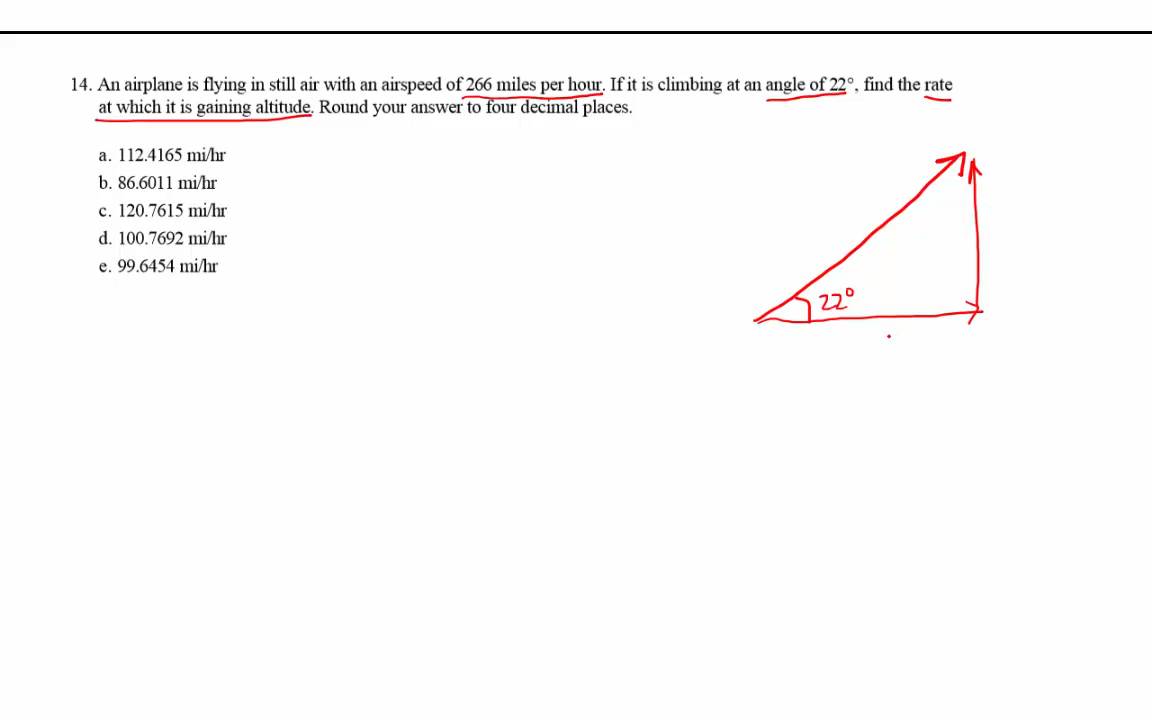 14. An airplane is flying in still air with an airspeed of 266 miles per hour. If it is climbing at an angle of 22°, find the rate
at which it is gaining altitude. Round your answer to four decimal places.
a. 112.4165 mi/hr
b. 86.6011 mi/hr
c. 120.7615 mi/hr
d. 100.7692 mi/hr
e. 99.6454 mi/hr
22°